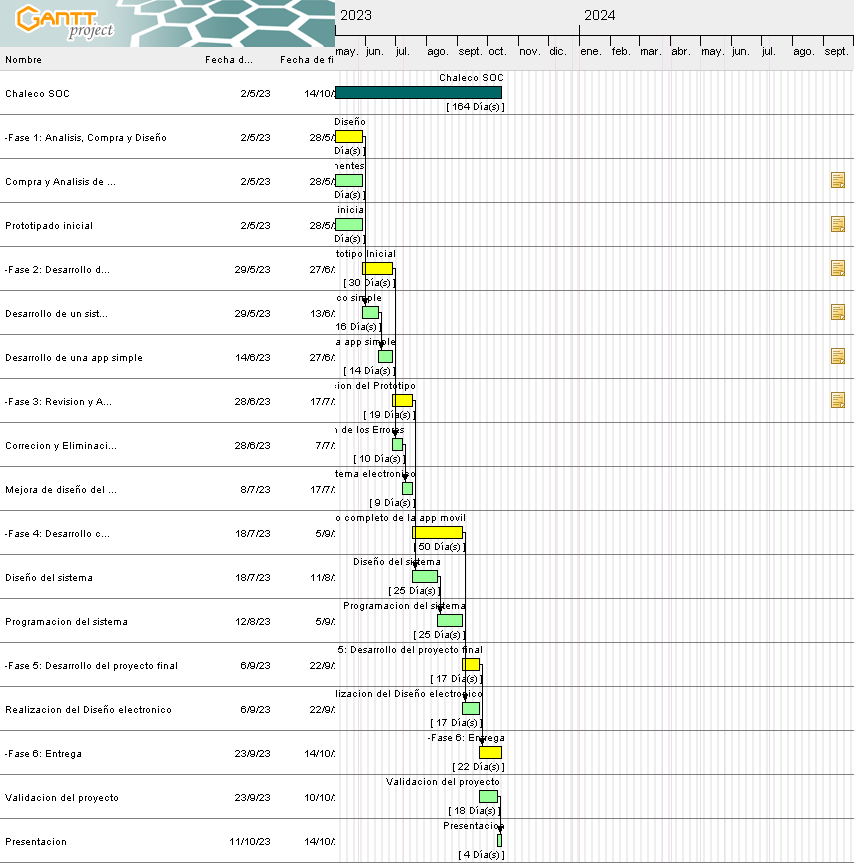 GANTT project
2023 2024
may. jun. jul. ago. sept. oct. nov. dic. ene. feb. mar. abr. may. jun. jul. ago. sept.
Nombre Fecha d... Fecha de fi
Chaleco SOC
Chaleco SOC 2/5/23 14/10/
[ 164 Día(s) ]
Diseño
-Fase 1: Analisis, Compra y Diseño 2/5/23 28/5/
Día(s) ]
nentes
Compra y Analisis de ... 2/5/23 28/5/
Día(s) ]
inicia
Prototipado inicial 2/5/23 28/5/
Día(s) ]
totipo Inicial
-Fase 2: Desarrollo d... 29/5/23 27/6/
[ 30 Día(s) ]
co simple
Desarrollo de un sist... 29/5/23 13/6/
16 Día(s) ]
a app simple
Desarrollo de una app simple 14/6/23 27/6/
[ 14 Día(s) ]
cion del Prototipo
-Fase 3: Revision y A... 28/6/23 17/7/
[ 19 Día(s) ]
n de los Errores
Correcion y Eliminaci... 28/6/23 7/7/
[ 10 Día(s) ]
tema electronico
Mejora de diseño del ... 8/7/23 17/7/
[ 9 Día(s) ]
o completo de la app movil
-Fase 4: Desarrollo c... 18/7/23 5/9/
[ 50 Día(s) ]
Diseño del sistema
Diseño del sistema 18/7/23 11/8/
[ 25 Día(s) ]
Programacion del sistema
Programacion del sistema 12/8/23 5/9/
[ 25 Día(s) ]
5: Desarrollo del proyecto final
-Fase 5: Desarrollo del proyecto final 6/9/23 22/9/
[ 17 Día(s) ]
lizacion del Diseño electronico
Realizacion del Diseño electronico 6/9/23 22/9/
[ 17 Día(s) ]
-Fase 6: Entrega
-Fase 6: Entrega 23/9/23 14/10/
[ 22 Día(s) ]
Validacion del proyecto
Validacion del proyecto 23/9/23 10/10/
[ 18 Día(s) ]
Presentacion
Presentacion 11/10/23 14/10/
[ 4 Día(s) ]